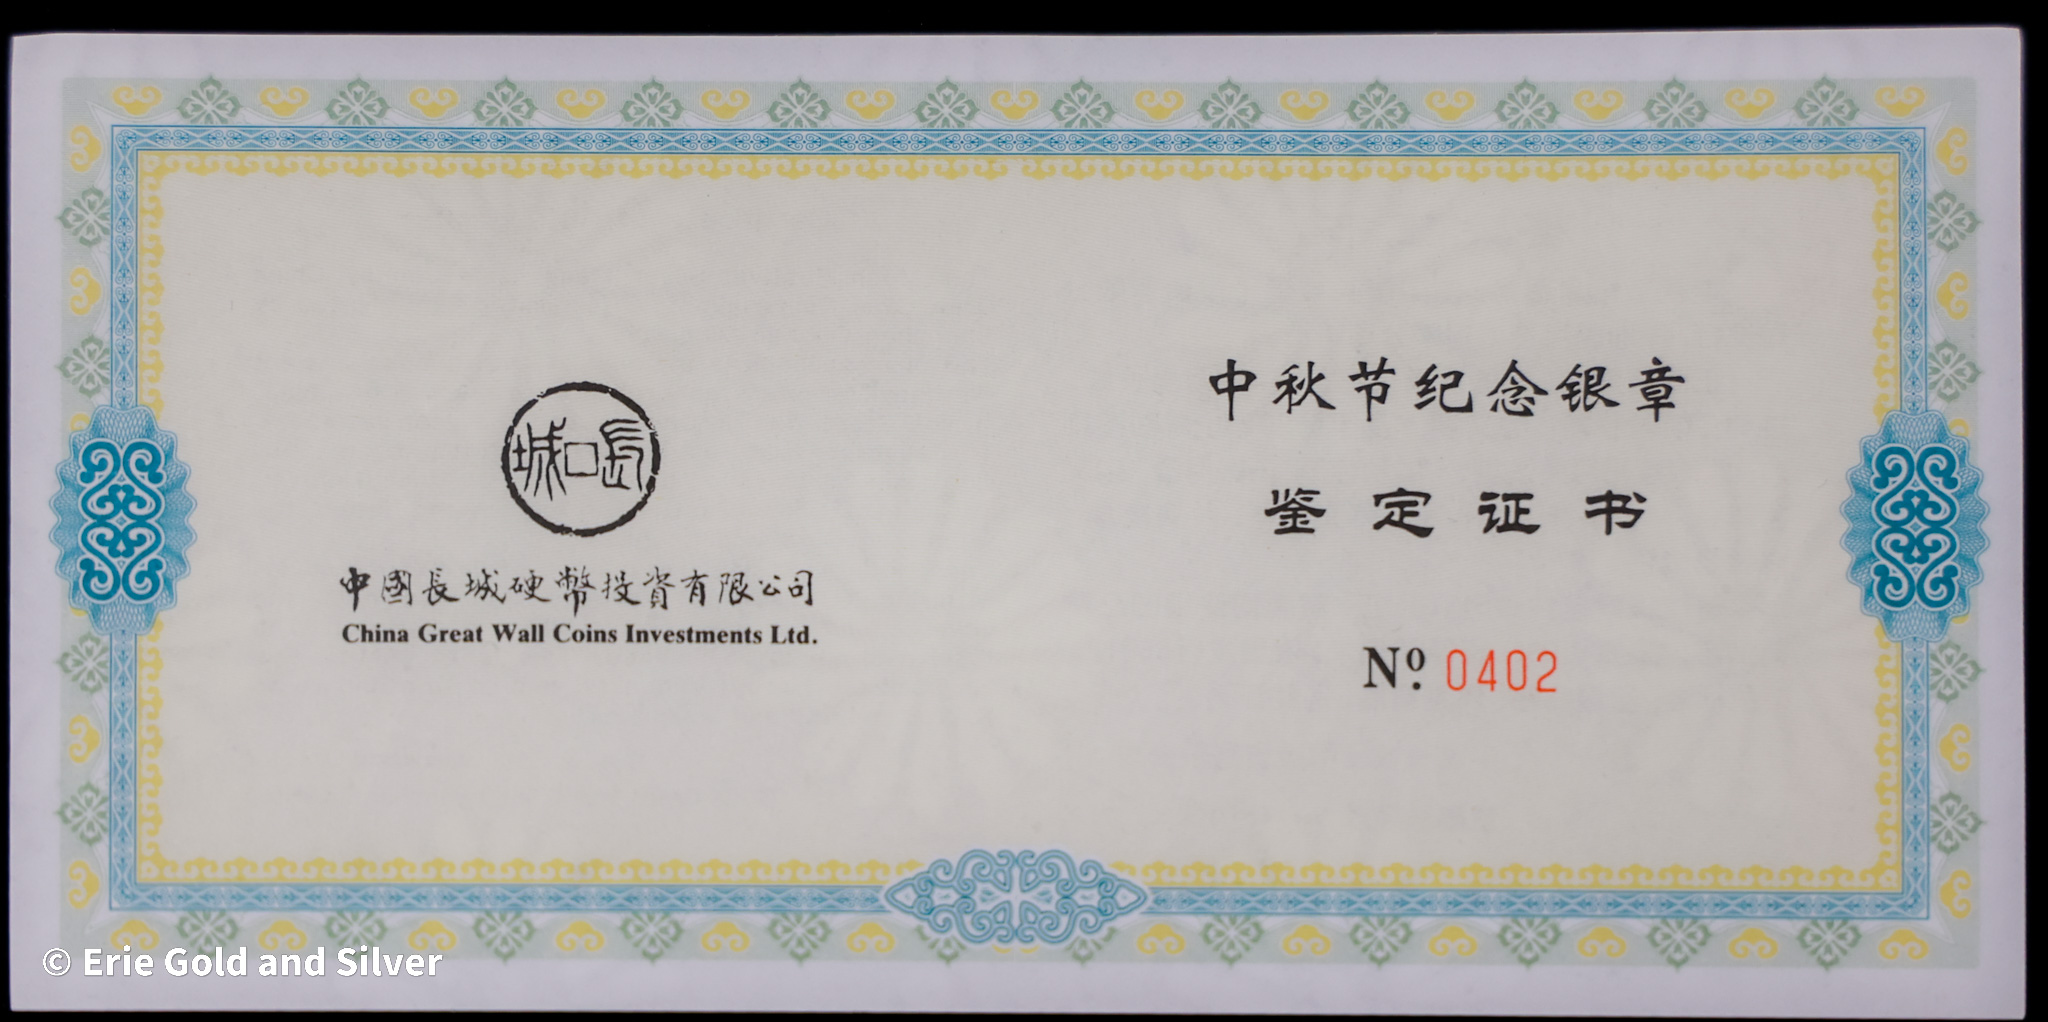 長口城
中國長城硬幣投資有限公司
China Great Wall Coins Investments Ltd.
中秋节纪念银章
鉴定证书
Nº 0402
© Erie Gold and Silver